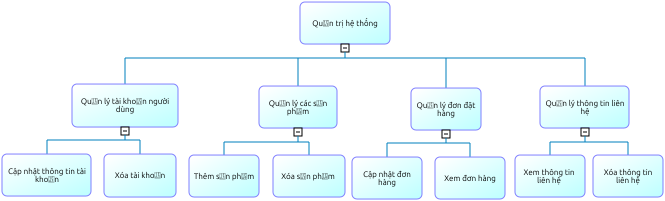 Quản trị hệ thống
Quản lý tài khoản người
dùng
Quản lý các sản
phẩm
Quản lý đơn đặt
hàng
Quản lý thông tin liên
hệ
Cập nhật thông tin tài
khoản
Xóa tài khoản
Thêm sản phẩm
Xóa sản phẩm
Cập nhật đơn
hàng
Xem đơn hàng
Xem thông tin
liên hệ
Xóa thông tin
liên hệ